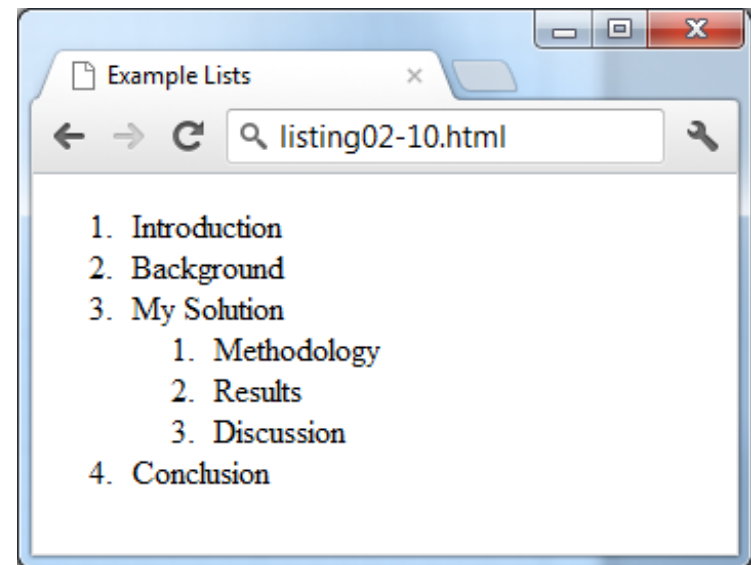 Example Lists
listing02-10.html
1. Introduction
2. Background
3. My Solution
1. Methodology
2. Results
3. Discussion
4. Conclusion